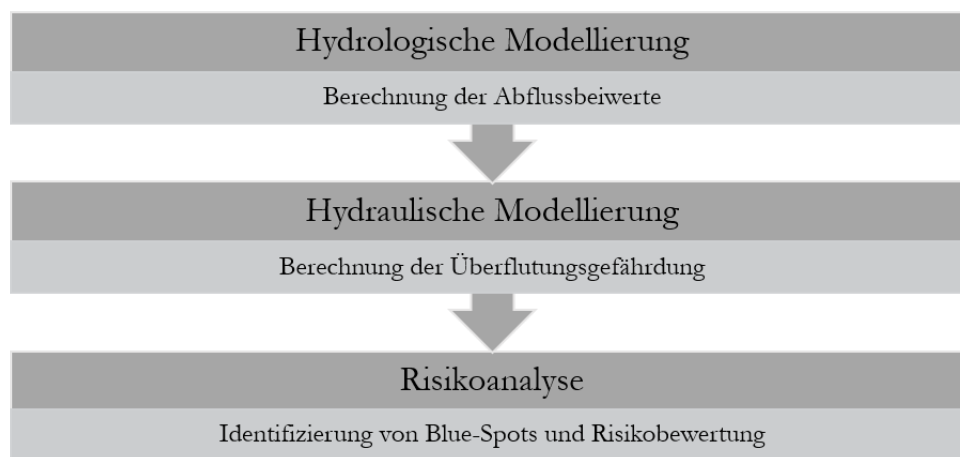 Hydrologische Modellierung
Berechnung der Abflussbeiwerte
Hydraulische Modellierung
Berechnung der Überflutungsgefährdung
Risikoanalyse
Identifizierung von Blue-Spots und Risikobewertung